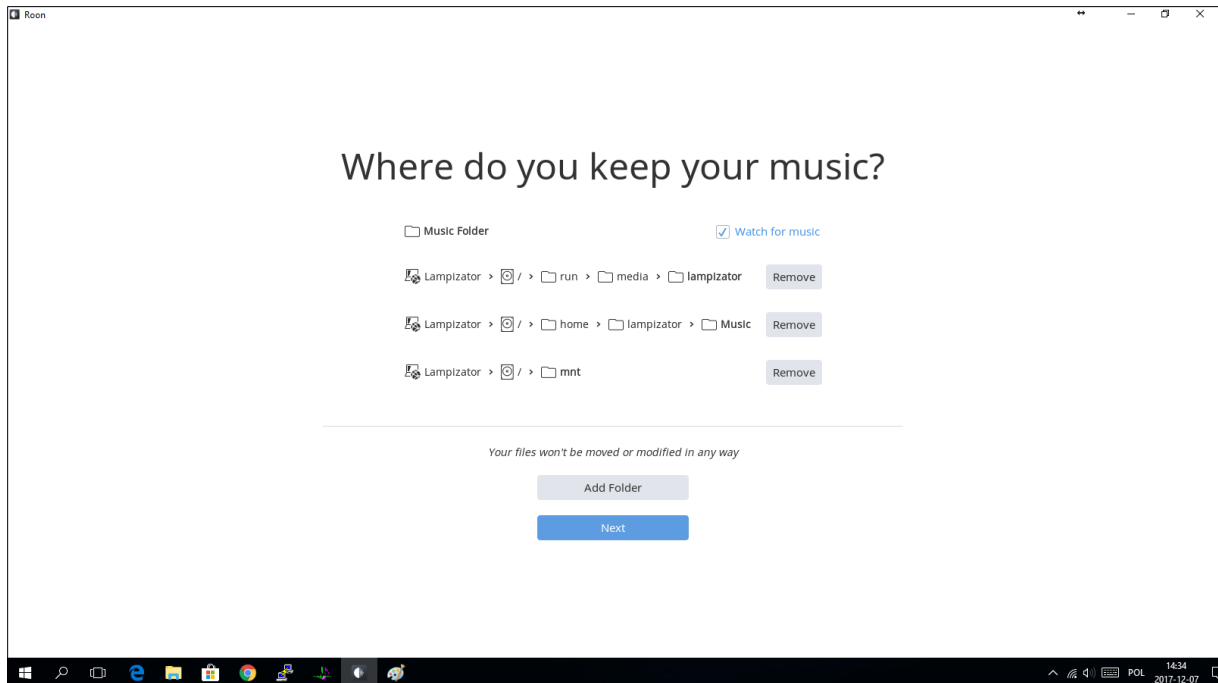 Roon
Where do you keep your music?
Music Folder Watch for music
Lampizator > / > run > media > lampizator Remove
Lampizator > / > home > lampizator > Music Remove
Lampizator > / > mnt Remove
Your files won't be moved or modified in any way
Add Folder
Next
POL 14:34
2017-12-07